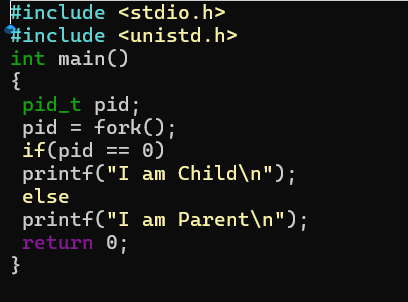 #include <stdio.h>
#include <unistd.h>
int main()
{
 pid_t pid;
 pid = fork();
 if(pid == 0)
 printf("I am Child\n");
 else
 printf("I am Parent\n");
 return 0;
}